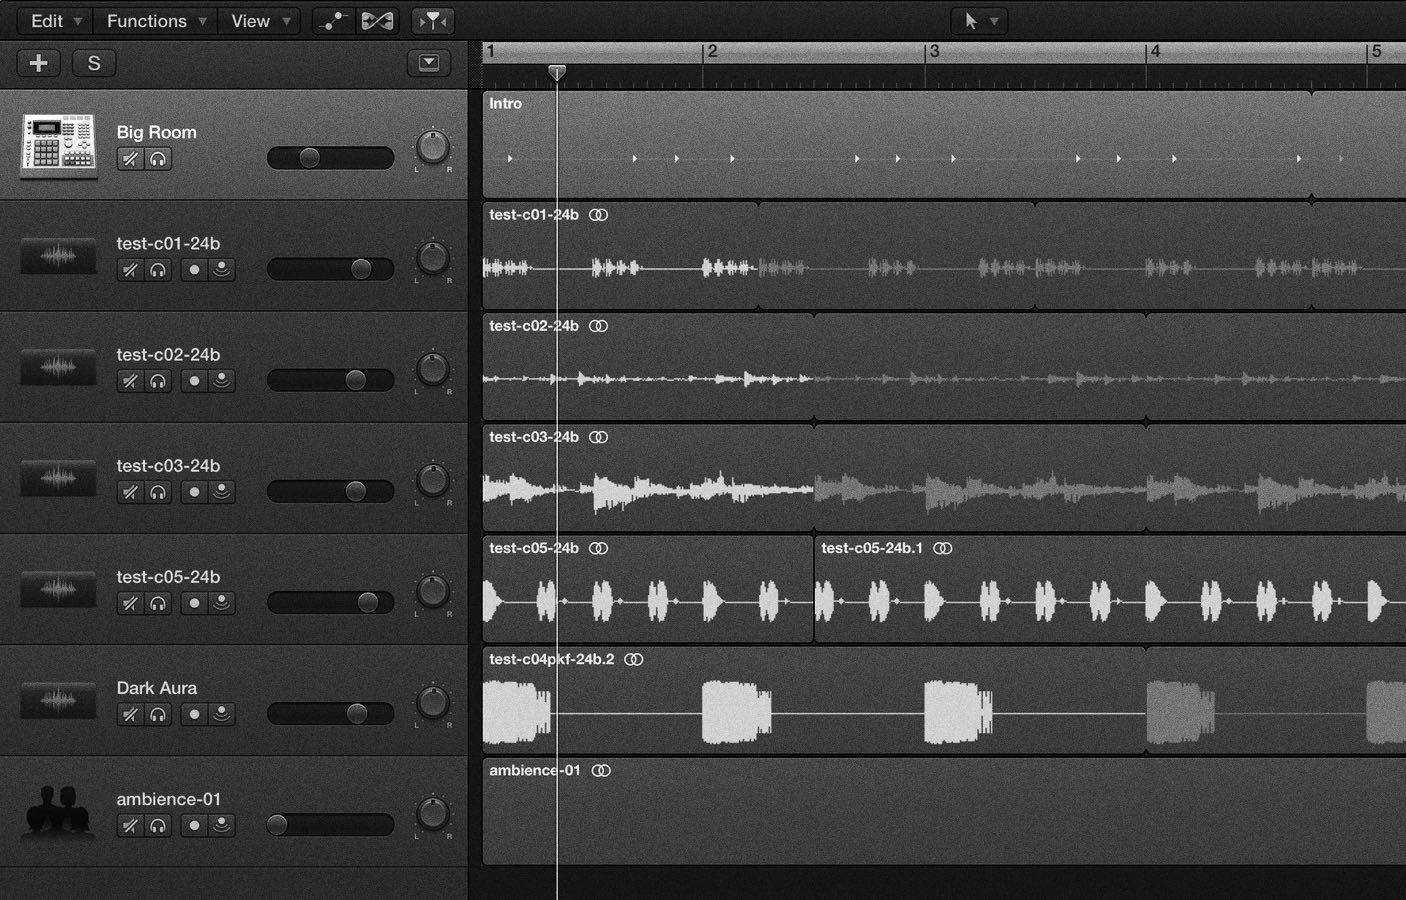 Edit Functions View
S
1 2 3 4 5
Big Room
L R
Intro
test-c01-24b
L R
test-c01-24b
test-c02-24b
L R
test-c02-24b
test-c03-24b
L R
test-c03-24b
test-c05-24b
L R
test-c05-24b test-c05-24b.1
Dark Aura
L R
test-c04pkf-24b.2
ambience-01
L R
ambience-01